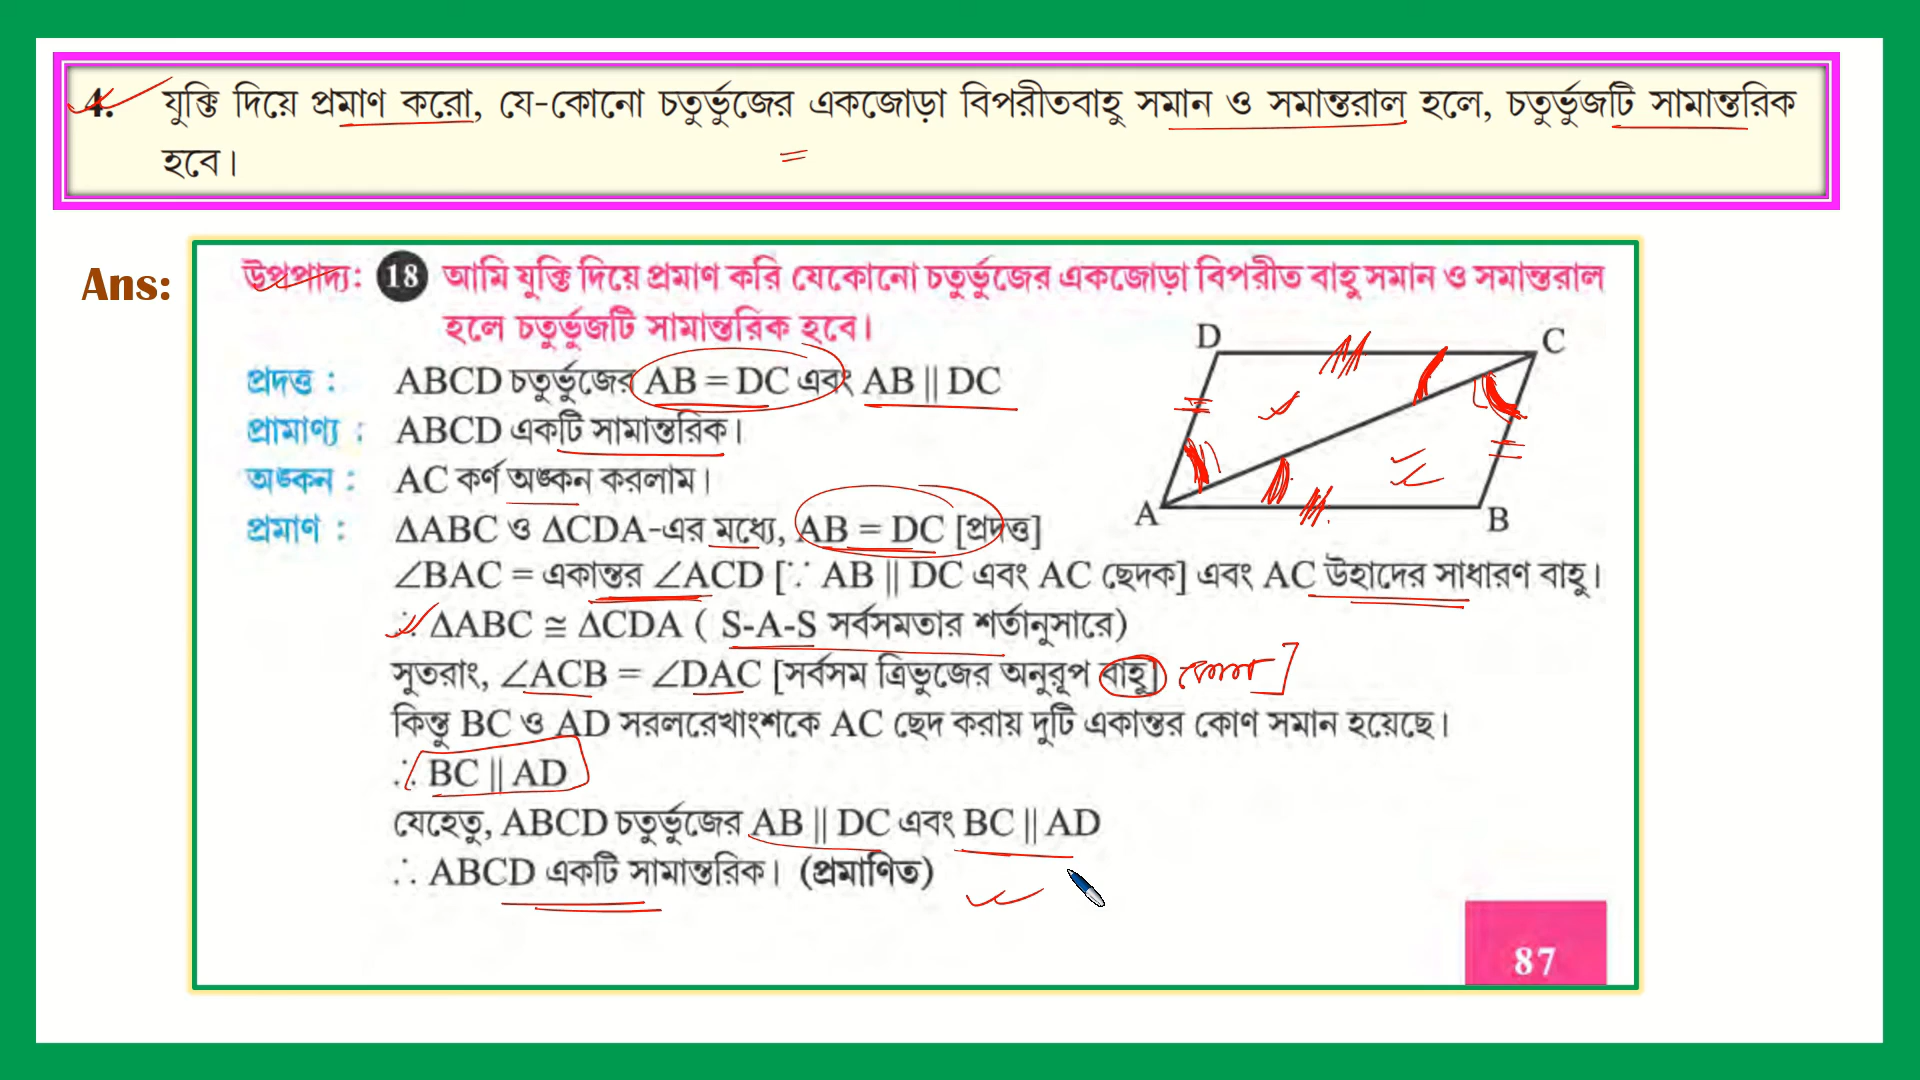 4. যুক্তি দিয়ে প্রমাণ করো, যে-কোনো চতুর্ভুজের একজোড়া বিপরীতবাহু সমান ও সমান্তরাল হলে, চতুর্ভুজটি সামান্তরিক
হবে।
Ans:
উপপাদ্য: 18 আমি যুক্তি দিয়ে প্রমাণ করি যেকোনো চতুর্ভুজের একজোড়া বিপরীত বাহু সমান ও সমান্তরাল
হলে চতুর্ভুজটি সামান্তরিক হবে।
D C
A B
প্রদত্ত : ABCD চতুর্ভুজের AB = DC এবং AB || DC
প্রামাণ্য : ABCD একটি সামান্তরিক।
অঙ্কন : AC কর্ণ অঙ্কন করলাম।
প্রমাণ : ΔABC ও ΔCDA-এর মধ্যে, AB = DC [প্রদত্ত]
∠BAC = একান্তর ∠ACD [∵ AB || DC এবং AC ছেদক] এবং AC উহাদের সাধারণ বাহু।
∴ ΔABC ≅ ΔCDA ( S-A-S সর্বসমতার শর্তানুসারে)
সুতরাং, ∠ACB = ∠DAC [সর্বসম ত্রিভুজের অনুরূপ বাহু] কোণ]
কিন্তু BC ও AD সরলরেখাংশকে AC ছেদ করায় দুটি একান্তর কোণ সমান হয়েছে।
∴ BC || AD
যেহেতু, ABCD চতুর্ভুজের AB || DC এবং BC || AD
∴ ABCD একটি সামান্তরিক। (প্রমাণিত)
87